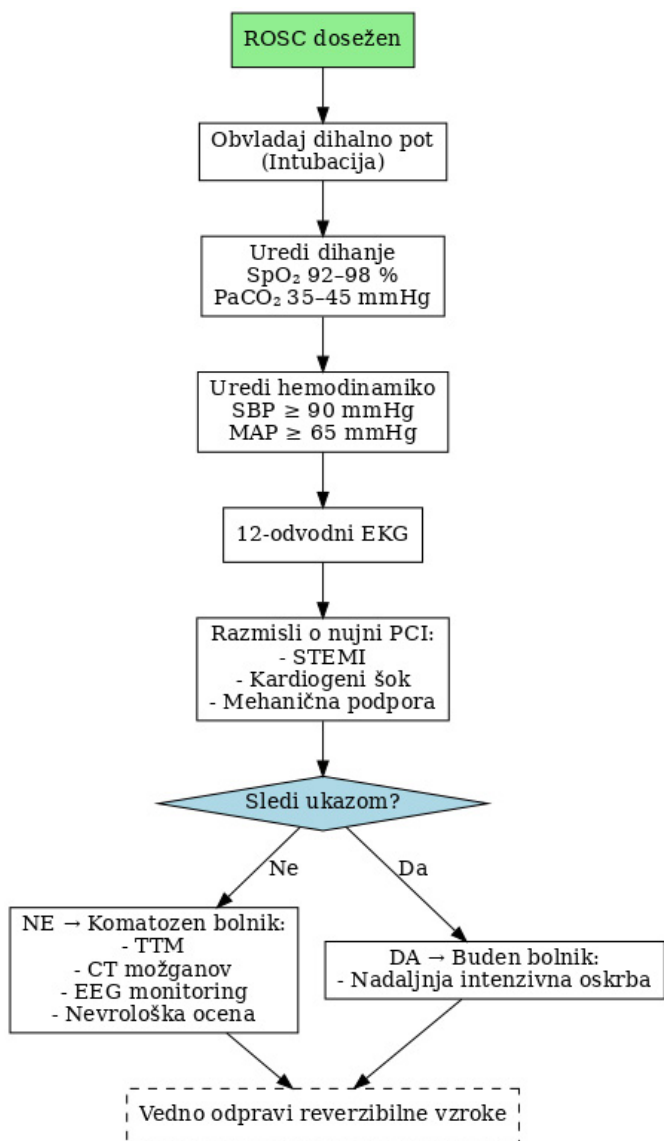 ROSC dosežen
Obvladaj dihalno pot
(Intubacija)
Uredi dihanje
SpO₂ 92–98 %
PaCO₂ 35–45 mmHg
Uredi hemodinamiko
SBP ≥ 90 mmHg
MAP ≥ 65 mmHg
12-odvodni EKG
Razmisli o nujni PCI:
- STEMI
- Kardiogeni šok
- Mehanična podpora
Sledi ukazom?
Ne
Da
NE → Komatozen bolnik:
- TTM
- CT možganov
- EEG monitoring
- Nevrološka ocena
DA → Buden bolnik:
- Nadaljnja intenzivna oskrba
Vedno odpravi reverzibilne vzroke